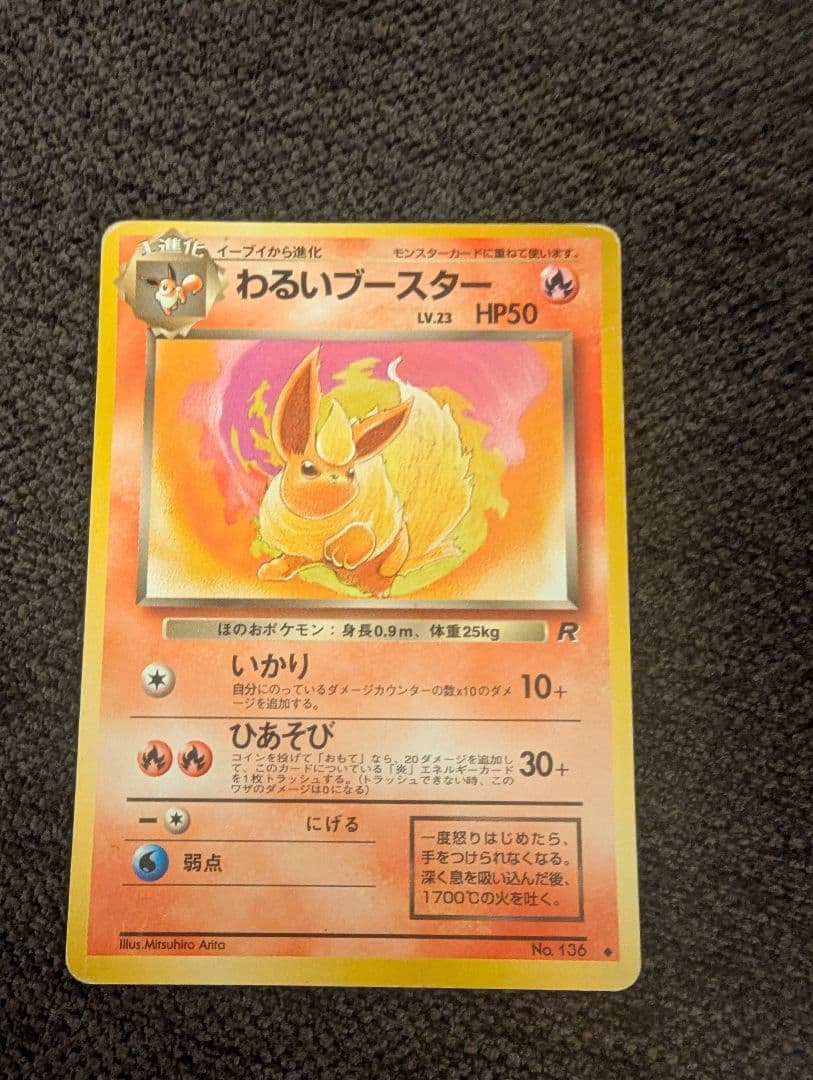 1進化
イーブイから進化
モンスターカードに重ねて使います。
わるいブースター
LV.23 HP50
ほのおポケモン：身長0.9m、体重25kg
R
いかり
自分にのっているダメージカウンターの数x10のダメ
ージを追加する。
10+
ひあそび
コインを投げて「おもて」なら、20ダメージを追加し
て、このカードについている「炎」エネルギーカード
を1枚トラッシュする。（トラッシュできない時、この
ワザのダメージは0になる）
30+
にげる
弱点
一度怒りはじめたら、
手をつけられなくなる。
深く息を吸い込んだ後、
1700℃の火を吐く。
Illus.Mitsuhiro Arita
No. 136